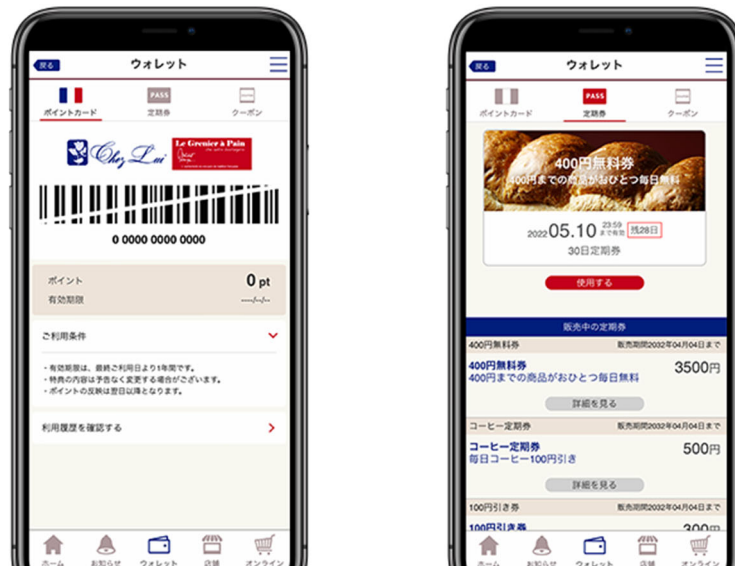 戻る
ウォレット
ポイントカード
PASS
定期券
クーポン
Chez Lui
Le Grenier à Pain
0 0000 0000 0000
ポイント
0 pt
有効期限
----/--/--
ご利用条件
・有効期限は、最終ご利用日より1年間です。
・特典の内容は予告なく変更する場合がございます。
・ポイントの反映は翌日以降となります。
利用履歴を確認する
ホーム
お知らせ
ウォレット
店舗
オンライン
戻る
ウォレット
ポイントカード
PASS
定期券
クーポン
400円無料券
400円までの商品がおひとつ毎日無料
2022 05.10 23:59 まで有効 残28日
30日定期券
使用する
販売中の定期券
400円無料券 販売期間2032年04月04日まで
400円無料券
400円までの商品がおひとつ毎日無料
3500円
詳細を見る
コーヒー定期券 販売期間2032年04月04日まで
コーヒー定期券
毎日コーヒー100円引き
500円
詳細を見る
100円引き券 販売期間2032年04月04日まで
100円引き券
300円
ホーム
お知らせ
ウォレット
店舗
オンライン